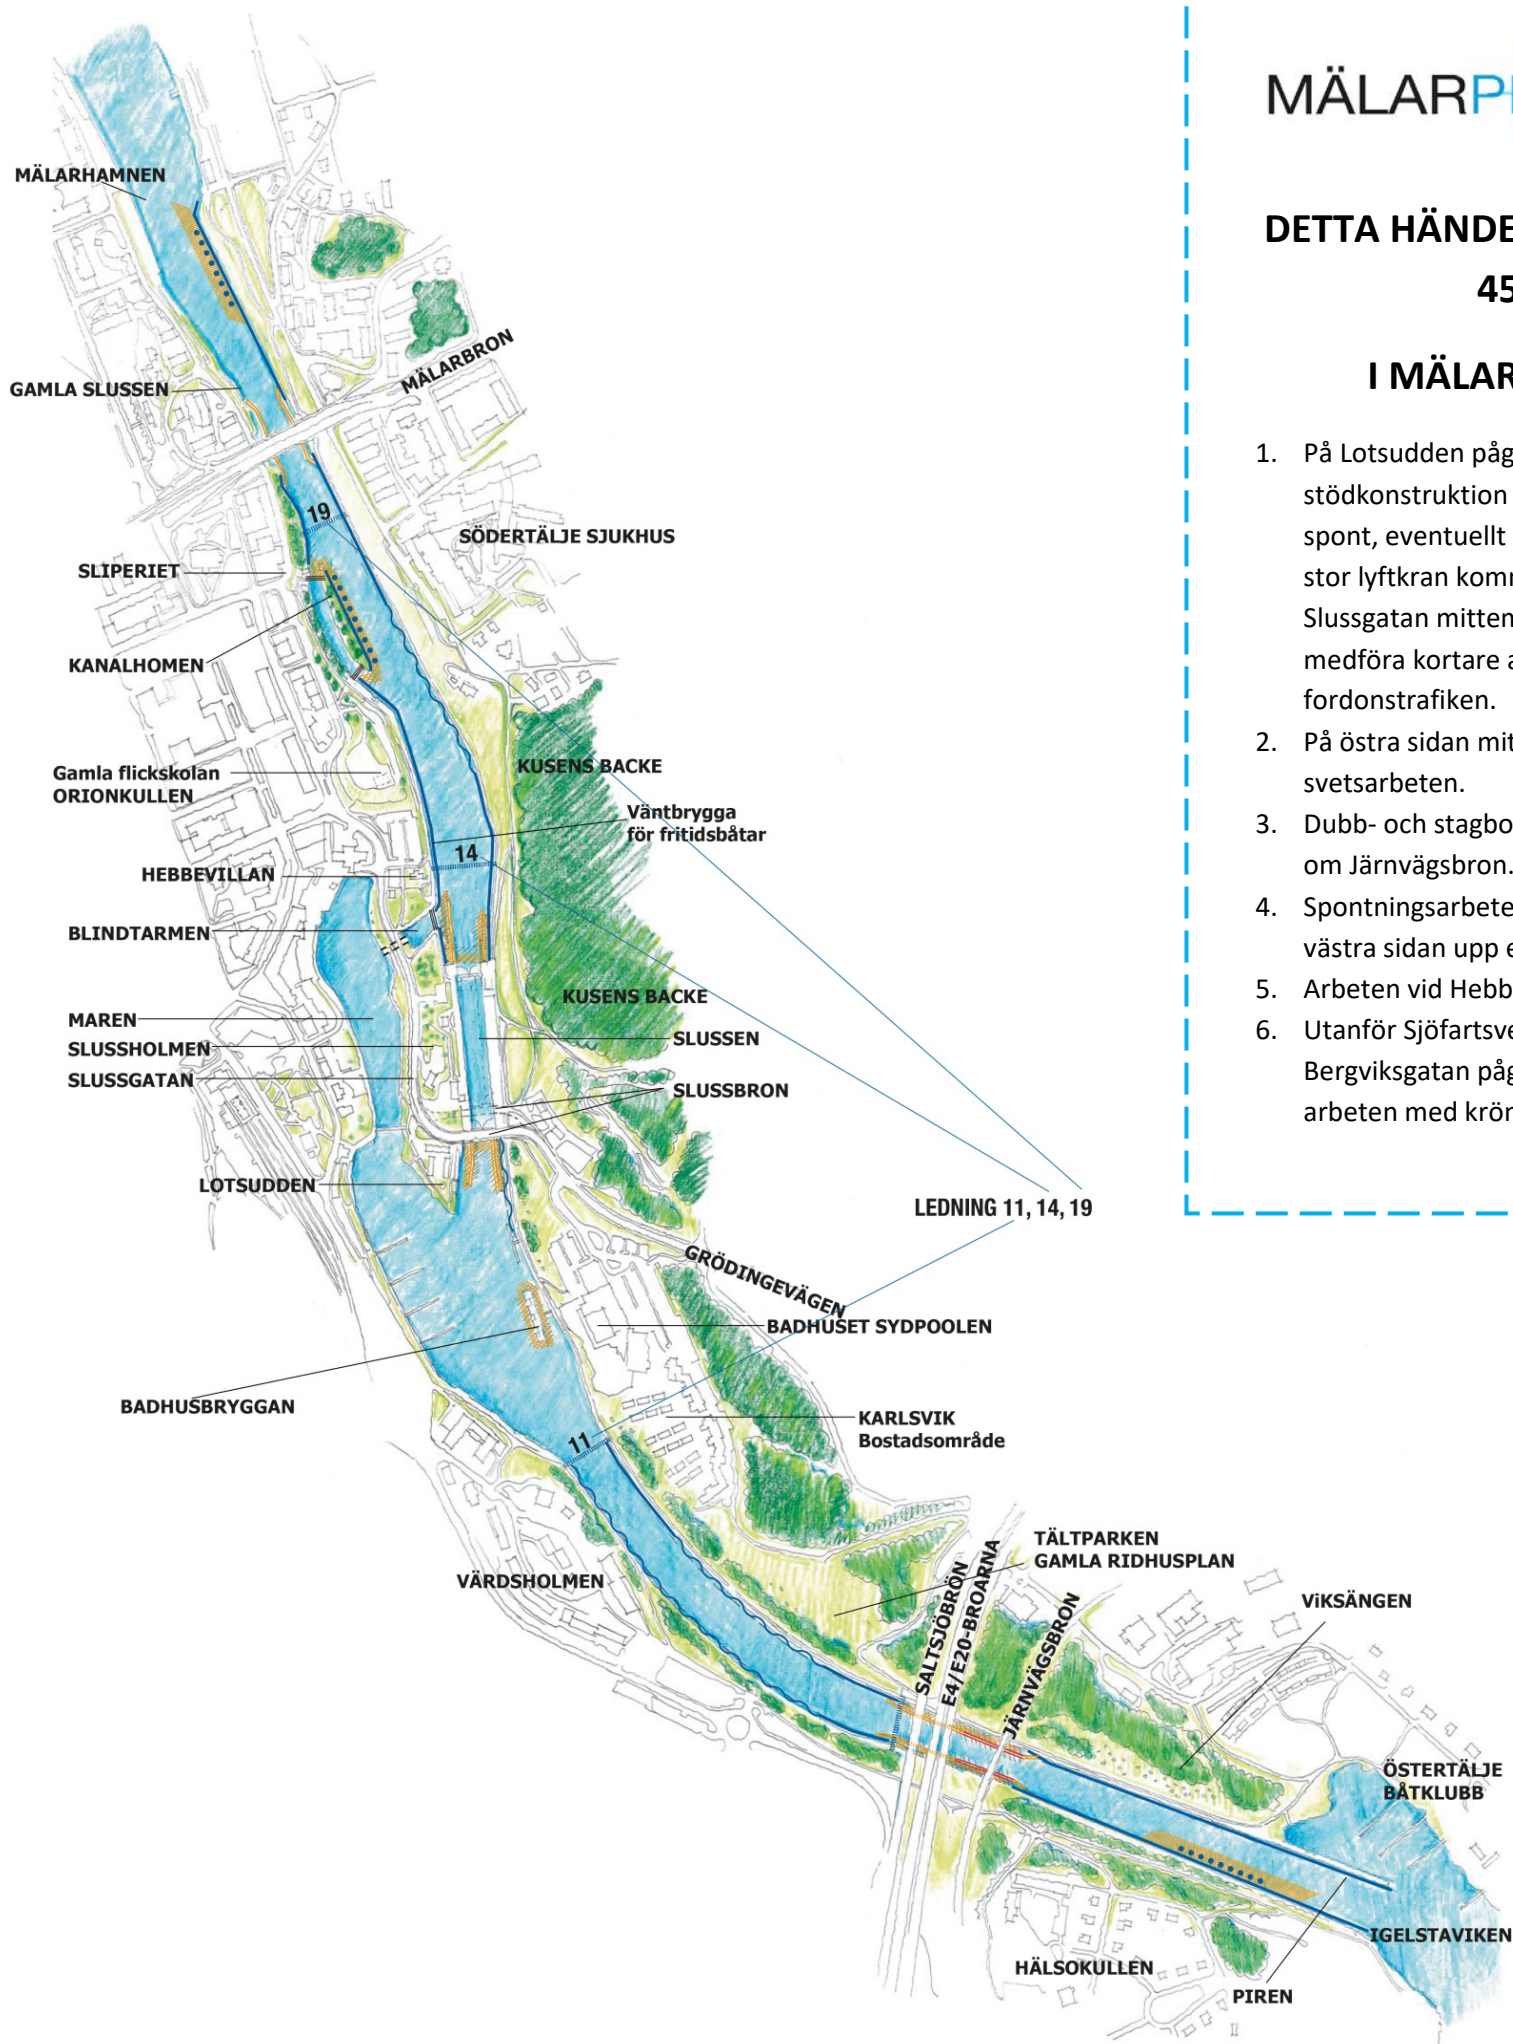 MÄLARHAMNEN
GAMLA SLUSSEN
MÄLARBRON
19
SÖDERTÄLJE SJUKHUS
SLIPERIET
KANALHOMEN
KUSENS BACKE
Gamla flickskolan
ORIONKULLEN
Väntbrygga
för fritidsbåtar
14
HEBBEVILLAN
BLINDTARMEN
KUSENS BACKE
MAREN
SLUSSEN
SLUSSHOLMEN
SLUSSGATAN
SLUSSBRON
LOTSUDDEN
LEDNING 11, 14, 19
GRÖDINGEVÄGEN
BADHUSET SYDPOOLEN
BADHUSBRYGGAN
KARLSVIK
Bostadsområde
11
VÄRDSHOLMEN
TÄLTPARKEN
GAMLA RIDHUSPLAN
SALTSJÖBRÖN
E4/E20-BROARNA
JÄRNVÄGSBRON
ViKSÄNGEN
ÖSTERTÄLJE
BÅTKLUBB
IGELSTAVIKEN
HÄLSOKULLEN
PIREN
MÄLARP
DETTA HÄNDE
45
I MÄLAR
1. På Lotsudden påg
stödkonstruktion
spont, eventuellt
stor lyftkran komm
Slussgatan mitten
medföra kortare a
fordonstrafiken.
2. På östra sidan mit
svetsarbeten.
3. Dubb- och stagbo
om Järnvägsbron.
4. Spontningsarbete
västra sidan upp e
5. Arbeten vid Hebb
6. Utanför Sjöfartsve
Bergviksgatan påg
arbeten med krön